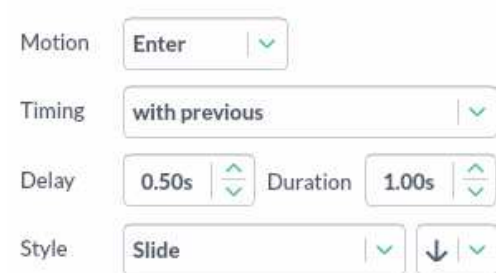 Motion Enter
Timing with previous
Delay 0.50s Duration 1.00s
Style Slide